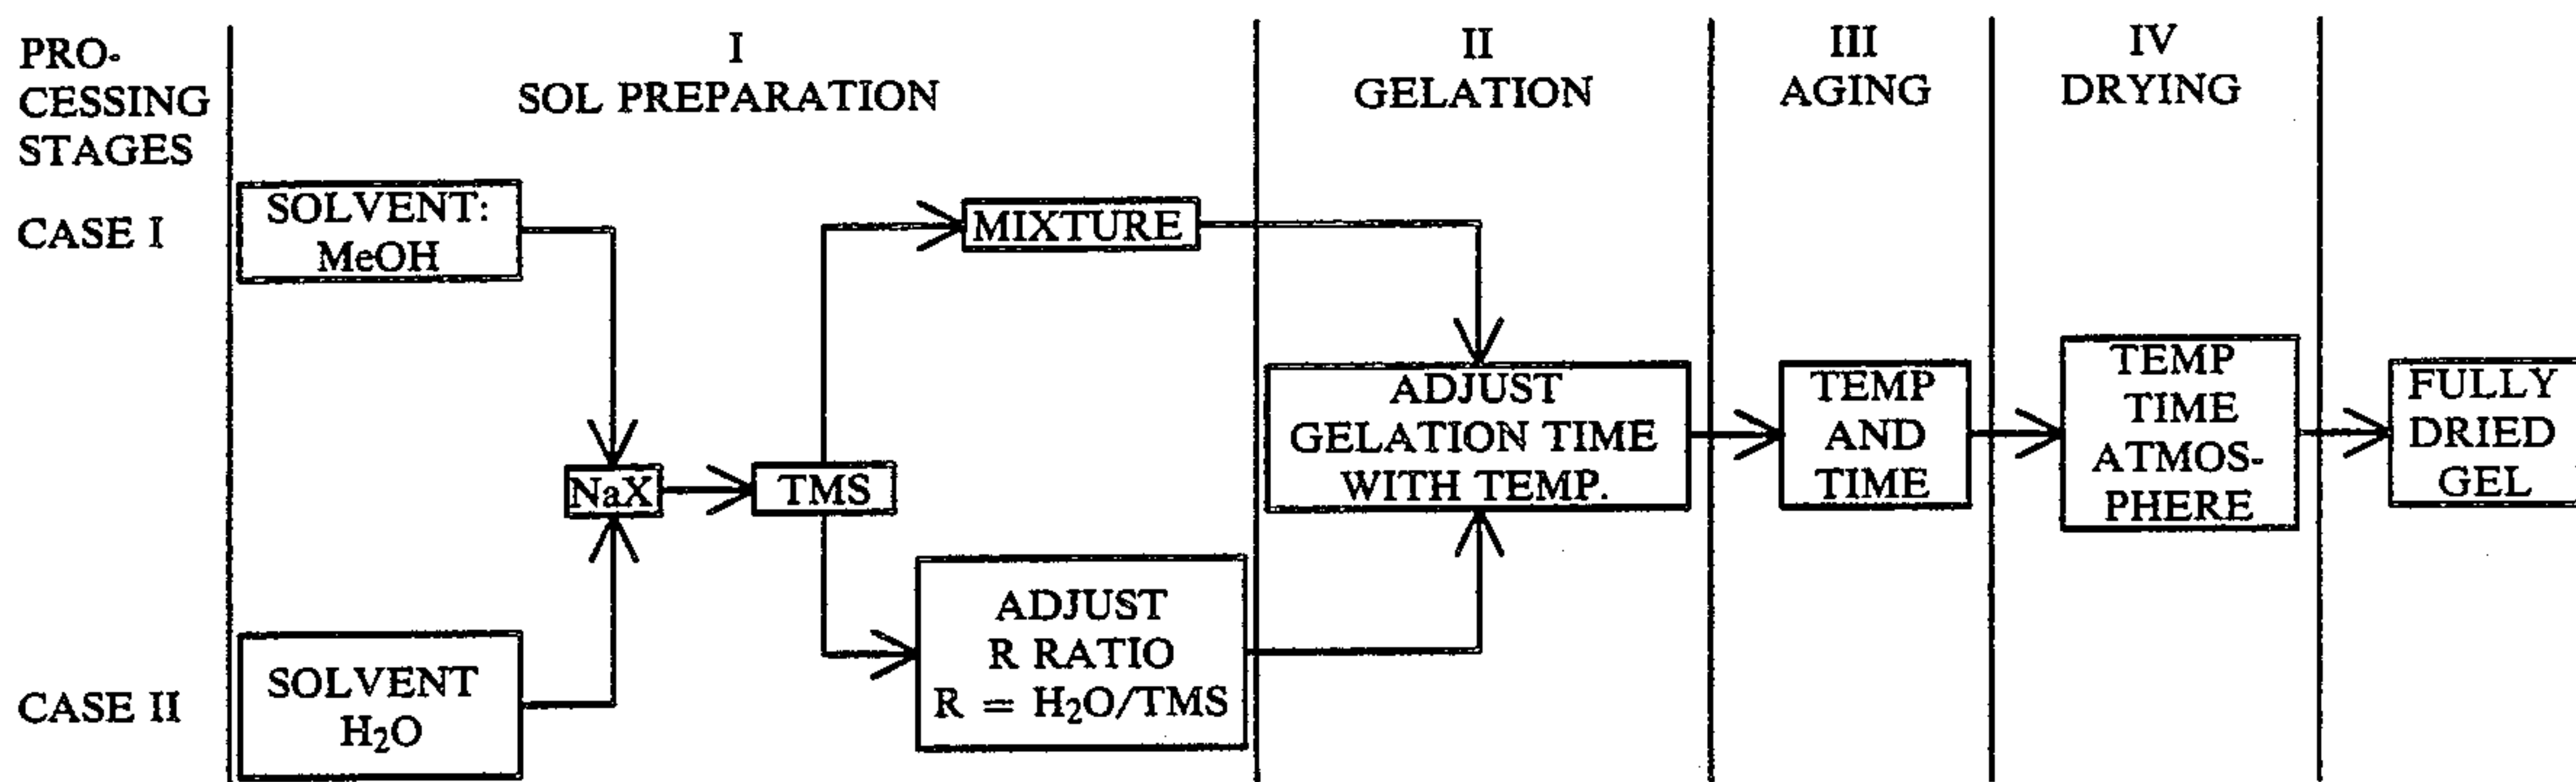 PRO-
CESSING
STAGES
I
SOL PREPARATION
II
GELATION
III
AGING
IV
DRYING
CASE I
SOLVENT:
MeOH
MIXTURE
NaX
TMS
ADJUST
GELATION TIME
WITH TEMP.
TEMP
AND
TIME
TEMP
TIME
ATMOS-
PHERE
FULLY
DRIED
GEL
CASE II
SOLVENT
H₂O
ADJUST
R RATIO
R = H₂O/TMS